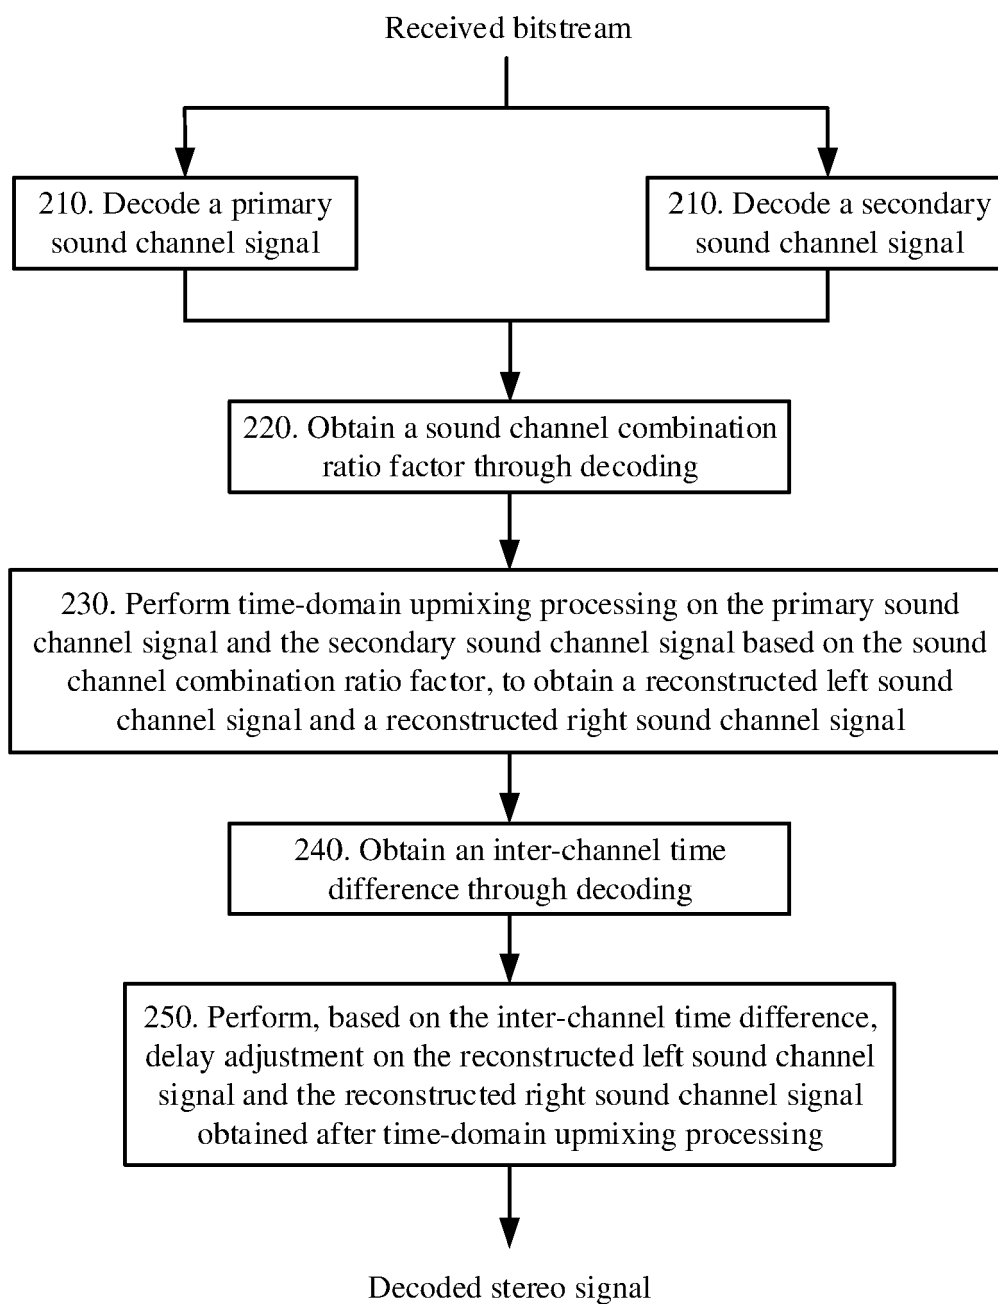 Received bitstream
210. Decode a primary
sound channel signal
210. Decode a secondary
sound channel signal
220. Obtain a sound channel combination
ratio factor through decoding
230. Perform time-domain upmixing processing on the primary sound
channel signal and the secondary sound channel signal based on the sound
channel combination ratio factor, to obtain a reconstructed left sound
channel signal and a reconstructed right sound channel signal
240. Obtain an inter-channel time
difference through decoding
250. Perform, based on the inter-channel time difference,
delay adjustment on the reconstructed left sound channel
signal and the reconstructed right sound channel signal
obtained after time-domain upmixing processing
Decoded stereo signal